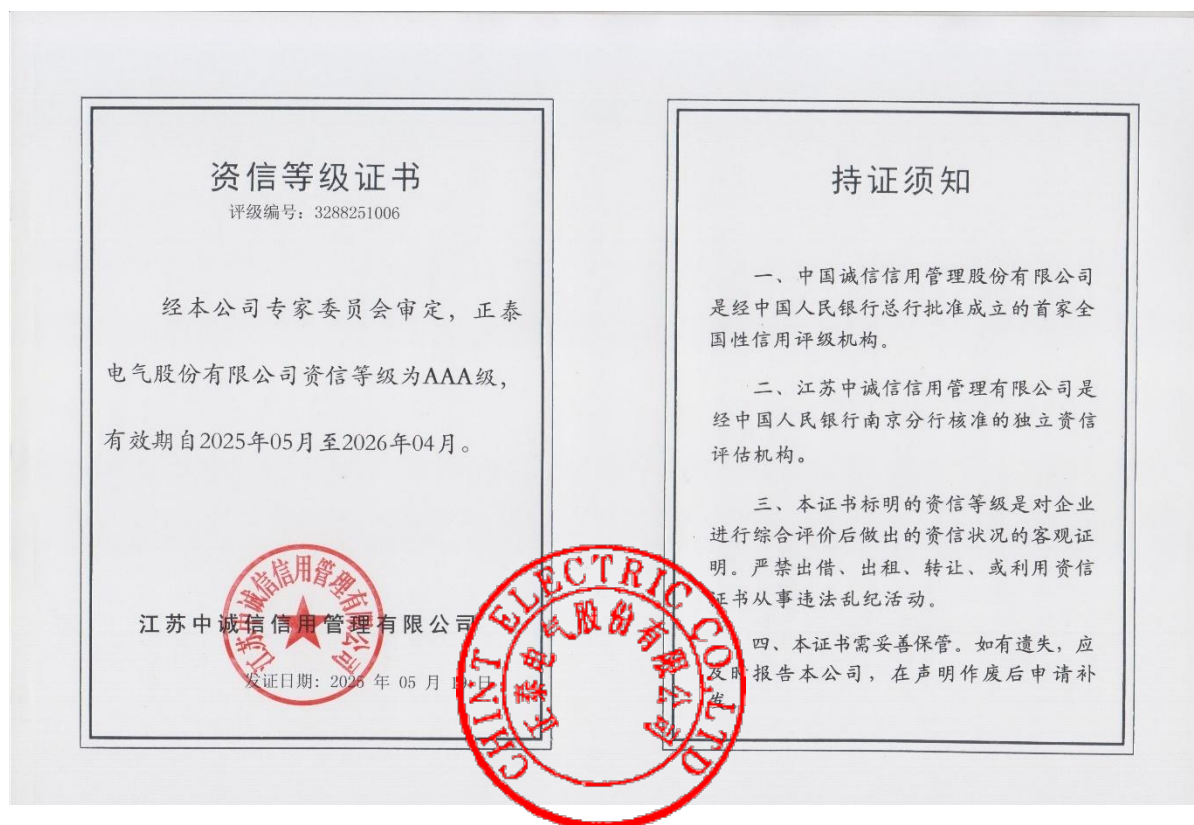 资信等级证书
评级编号：3288251006
经本公司专家委员会审定，正泰
电气股份有限公司资信等级为AAA级，
有效期自2025年05月至2026年04月。
江苏中诚信信用管理有限公司
江苏中诚信信用管理有限公司
发证日期：2025 年 05 月 19 日
持证须知
一、中国诚信信用管理股份有限公司
是经中国人民银行总行批准成立的首家全
国性信用评级机构。
二、江苏中诚信信用管理有限公司是
经中国人民银行南京分行核准的独立资信
评估机构。
三、本证书标明的资信等级是对企业
进行综合评价后做出的资信状况的客观证
明。严禁出借、出租、转让、或利用资信
证书从事违法乱纪活动。
四、本证书需妥善保管。如有遗失，应
及时报告本公司，在声明作废后申请补
发
CHINT ELECTRIC CO.,LTD
正泰电气股份有限公司